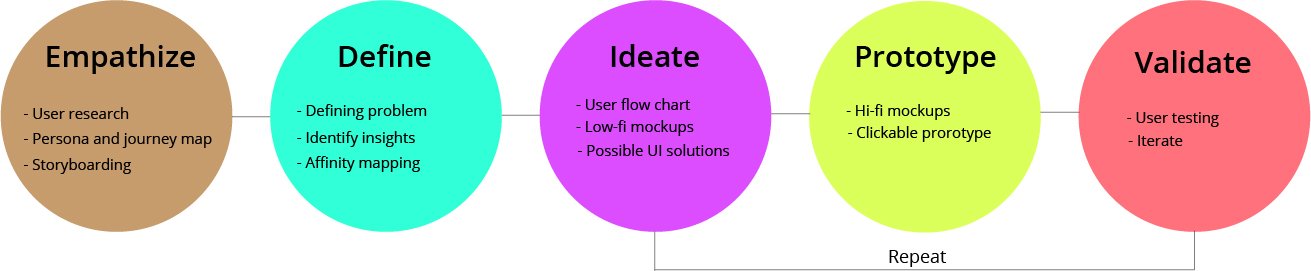 Empathize
- User research
- Persona and journey map
- Storyboarding
Define
- Defining problem
- Identify insights
- Affinity mapping
Ideate
- User flow chart
- Low-fi mockups
- Possible UI solutions
Prototype
- Hi-fi mockups
- Clickable prorotype
Validate
- User testing
- Iterate
Repeat